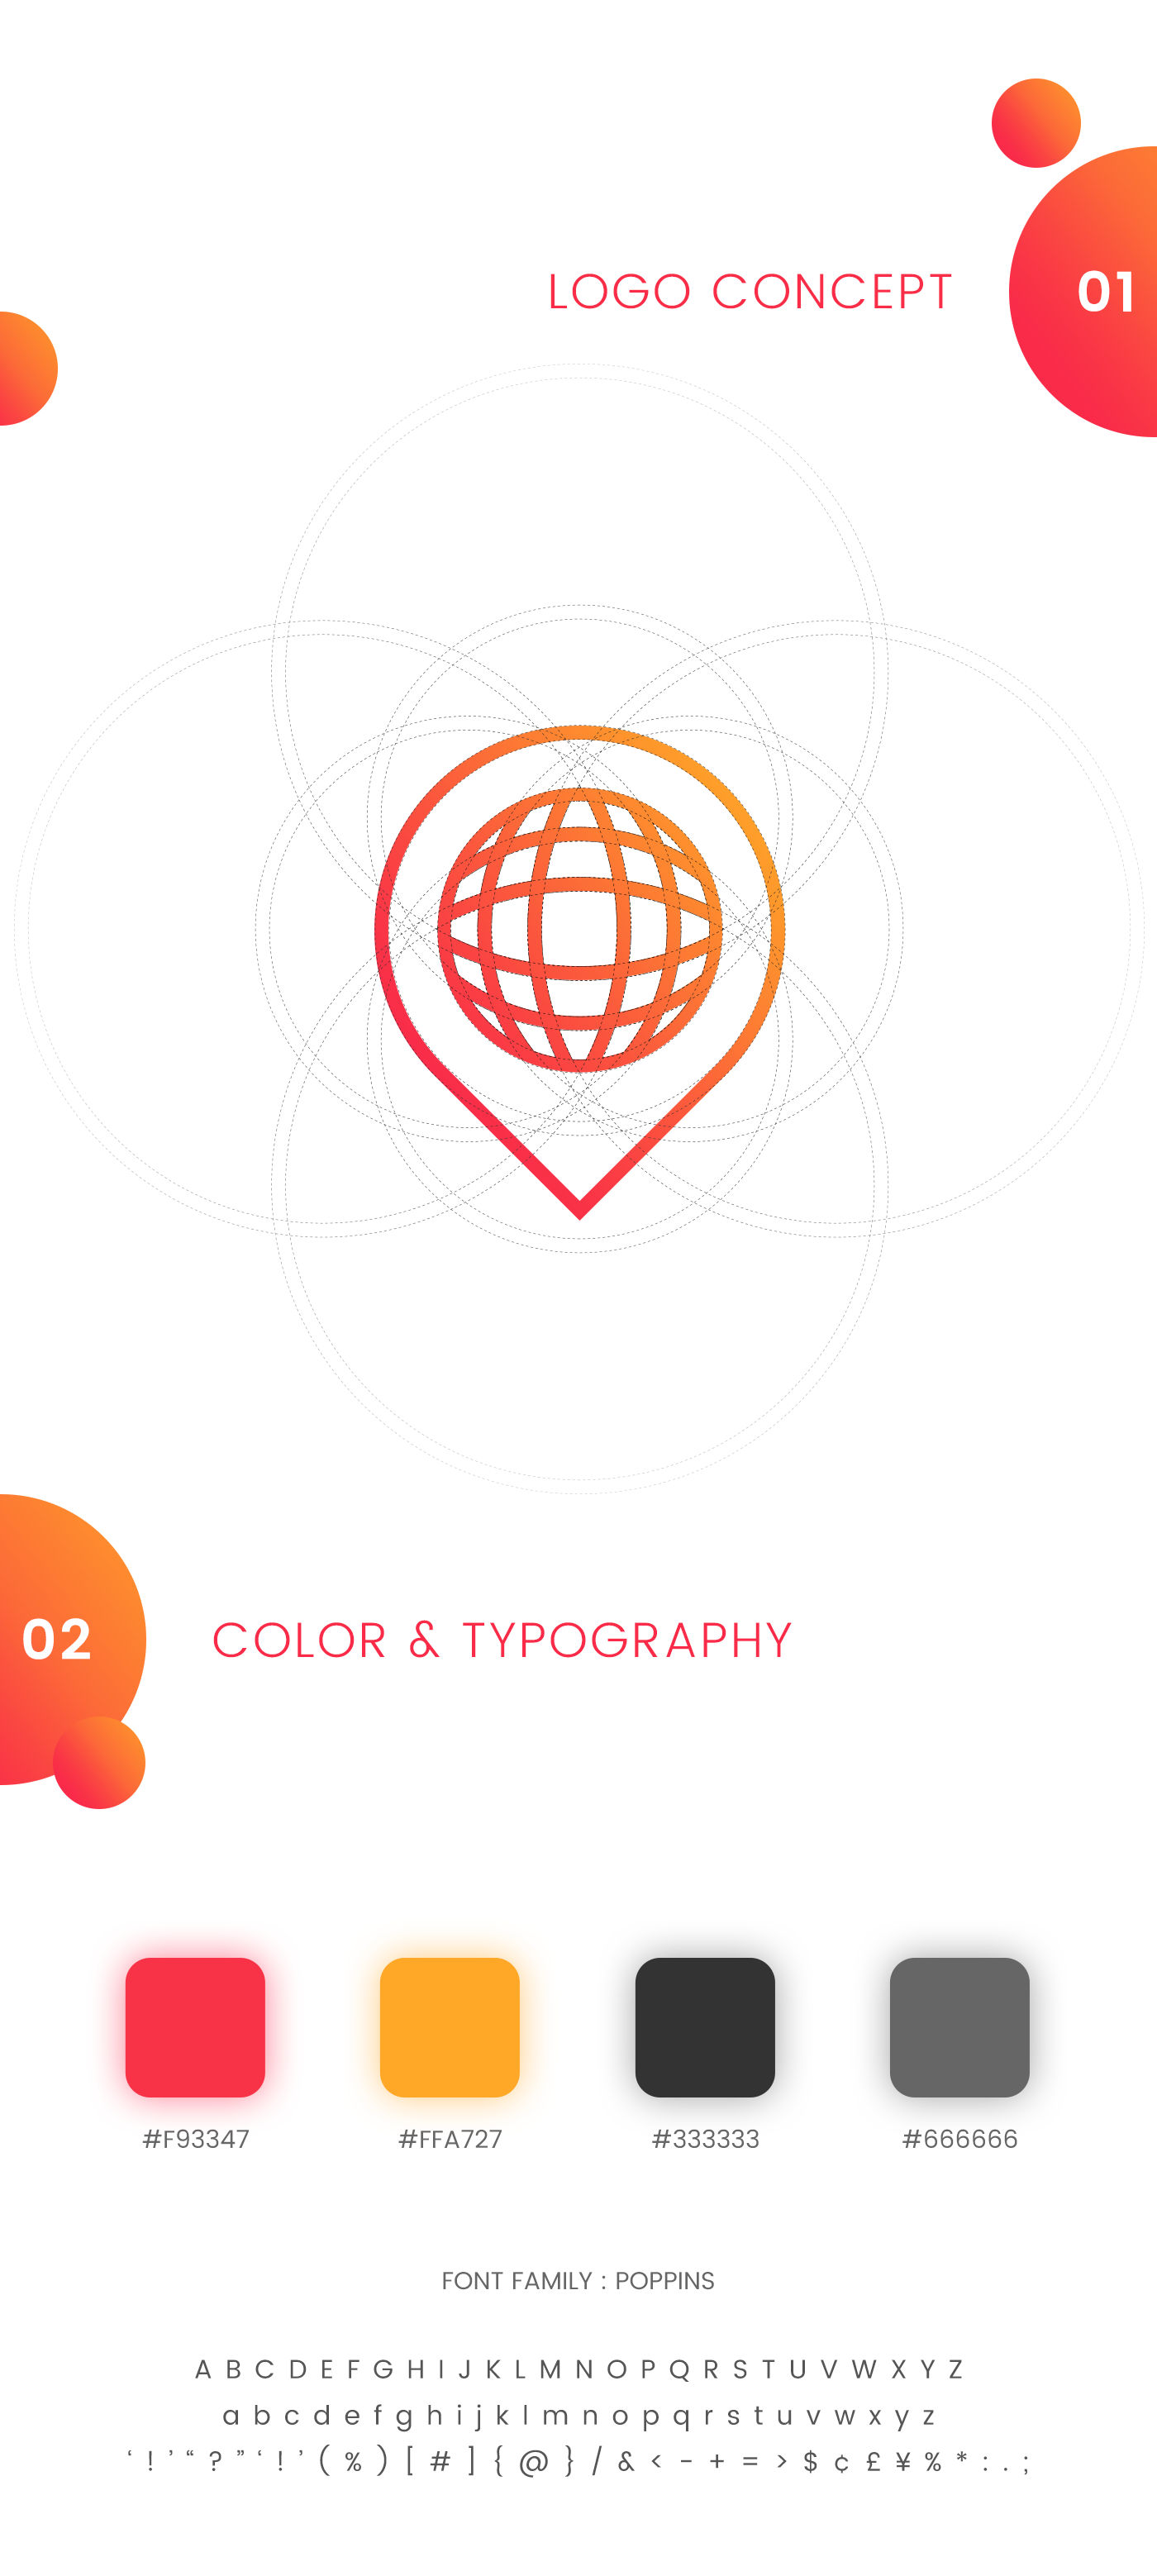 LOGO CONCEPT
01
02
COLOR & TYPOGRAPHY
#F93347 #FFA727 #333333 #666666
FONT FAMILY : POPPINS
A B C D E F G H I J K L M N O P Q R S T U V W X Y Z
a b c d e f g h i j k l m n o p q r s t u v w x y z
‘ ! ’ “ ? ” ‘ ! ’ ( % ) [ # ] { @ } / & < - + = > $ ¢ £ ¥ % * : . ;